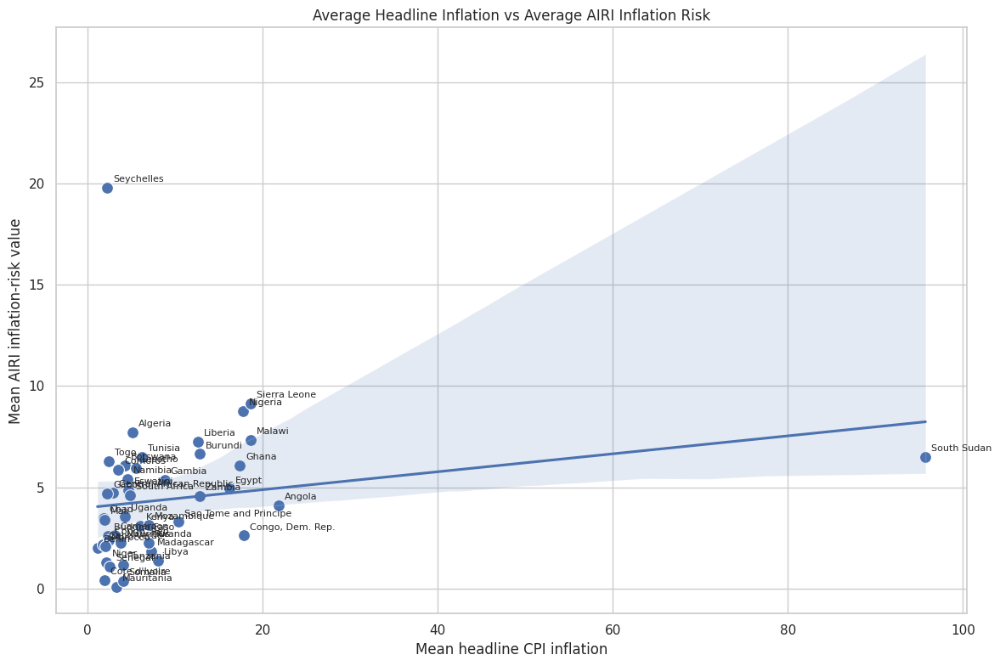 Average Headline Inflation vs Average AIRI Inflation Risk
Mean AIRI inflation-risk value
25
20
15
10
5
0
Seychelles
Sierra Leone
Nigeria
Algeria
Malawi
Liberia
Burundi
Tunisia
Togo
Ghana
Comoros
Namibia
Gambia
Egypt
Eswatini
African Republic
South Africa
Zambia
South Sudan
Angola
Chad
Mali
Uganda
Sao Tome and Principe
Kenya
Mozambique
Congo, Dem. Rep.
Rwanda
Madagascar
Benin
Libya
Niger
Tanzania
Senegal
Cote d'Ivoire
Somalia
Mauritania
0
20
40
60
80
100
Mean headline CPI inflation